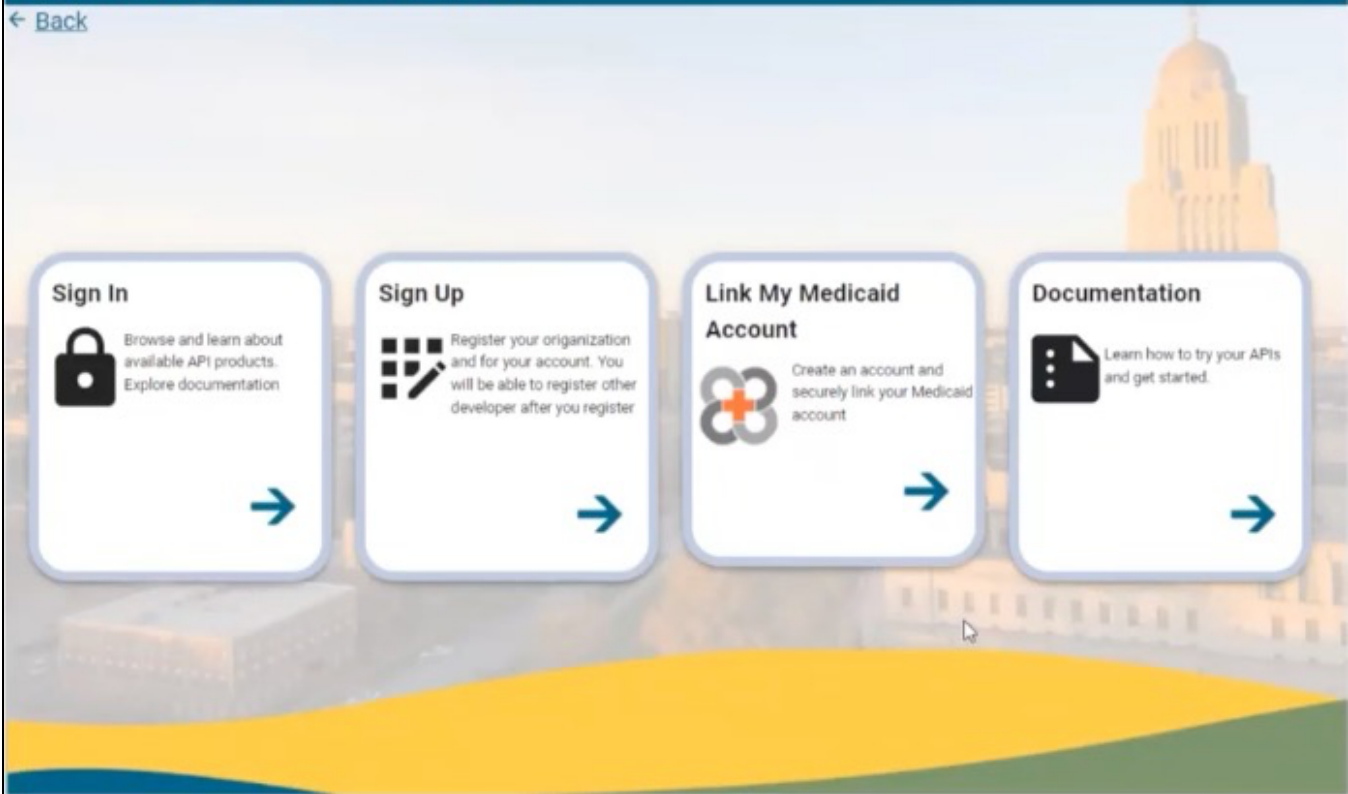 ← Back
Sign In
Browse and learn about
available API products.
Explore documentation
Sign Up
Register your origanization
and for your account. You
will be able to register other
developer after you register
Link My Medicaid
Account
Create an account and
securely link your Medicaid
account
Documentation
Learn how to try your APIs
and get started.